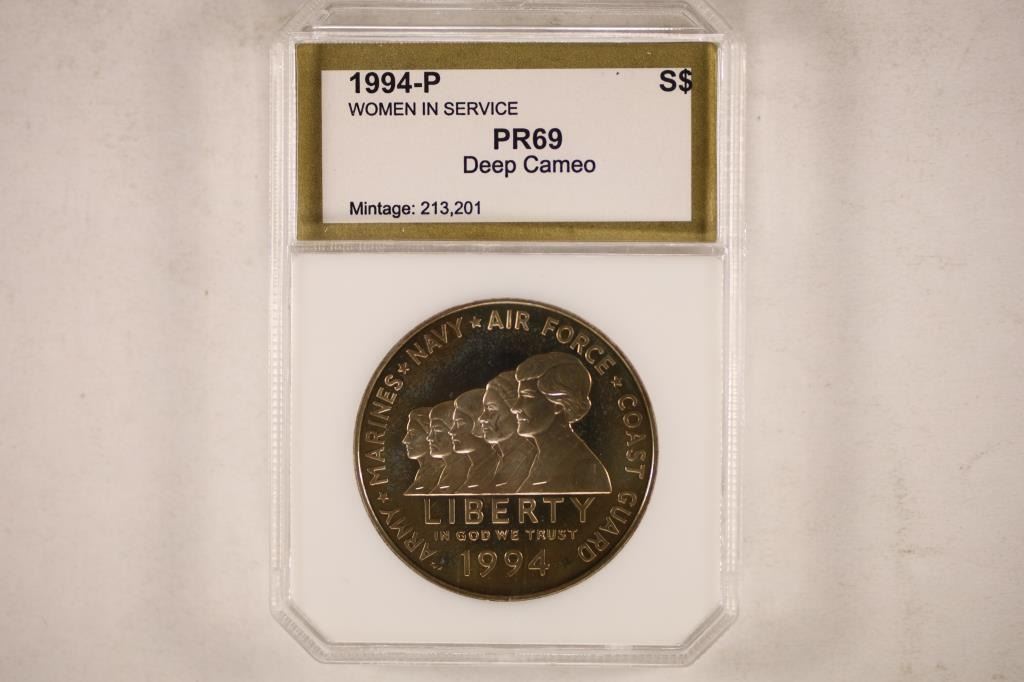 1994-P S$
WOMEN IN SERVICE
PR69
Deep Cameo
Mintage: 213,201
ARMY ★ MARINES ★ NAVY ★ AIR FORCE ★ COAST GUARD
LIBERTY
IN GOD WE TRUST
1994